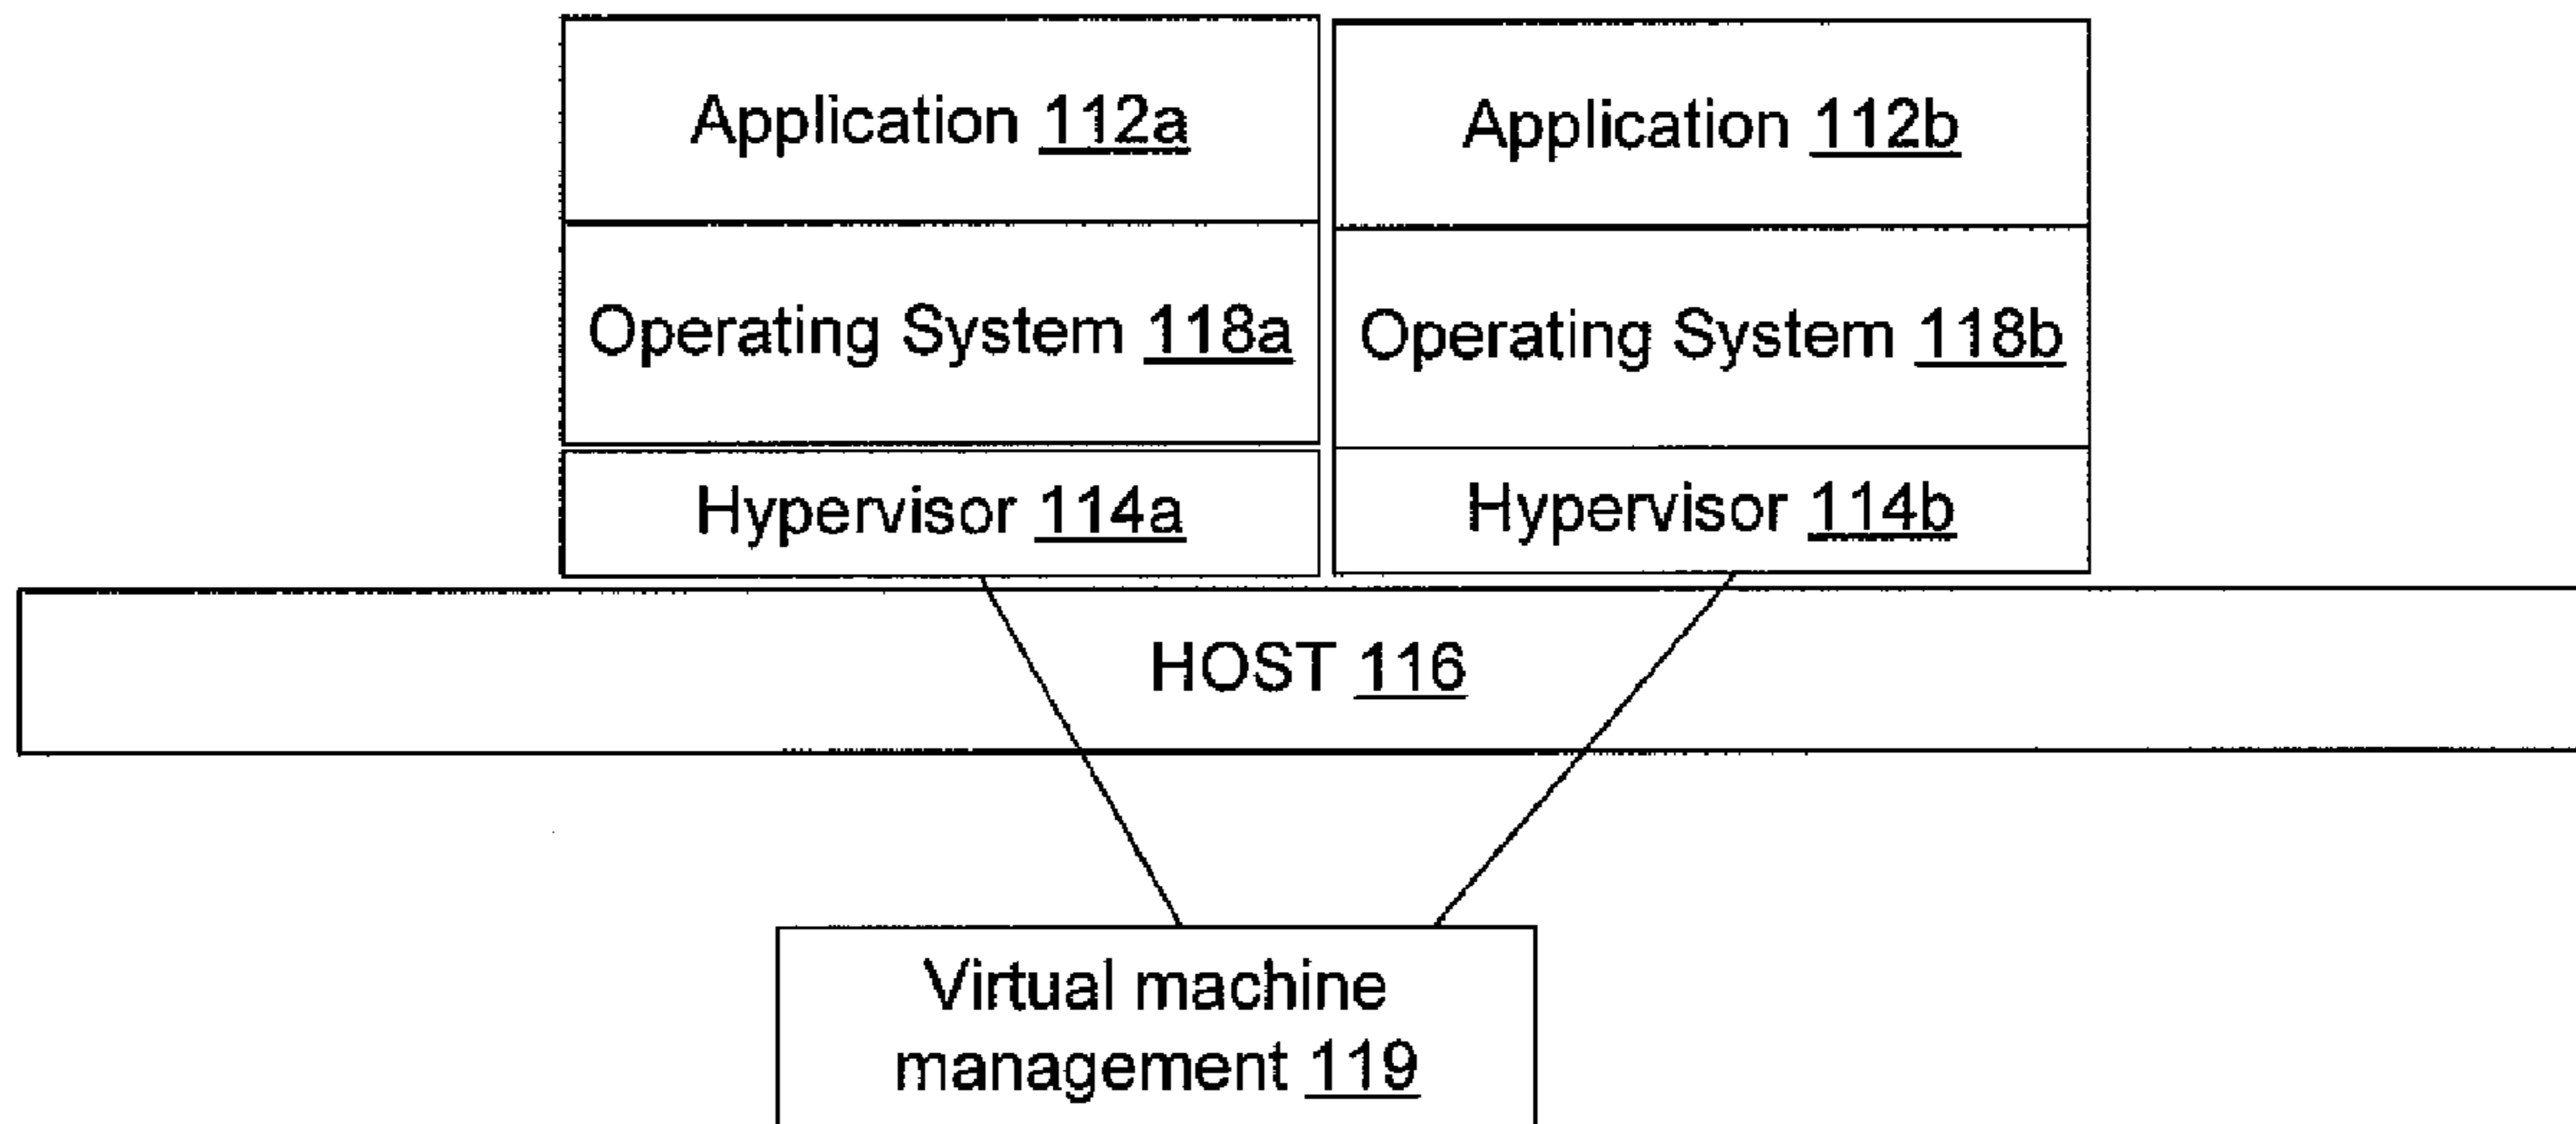 Application 112a
Application 112b
Operating System 118a
Operating System 118b
Hypervisor 114a
Hypervisor 114b
HOST 116
Virtual machine
management 119